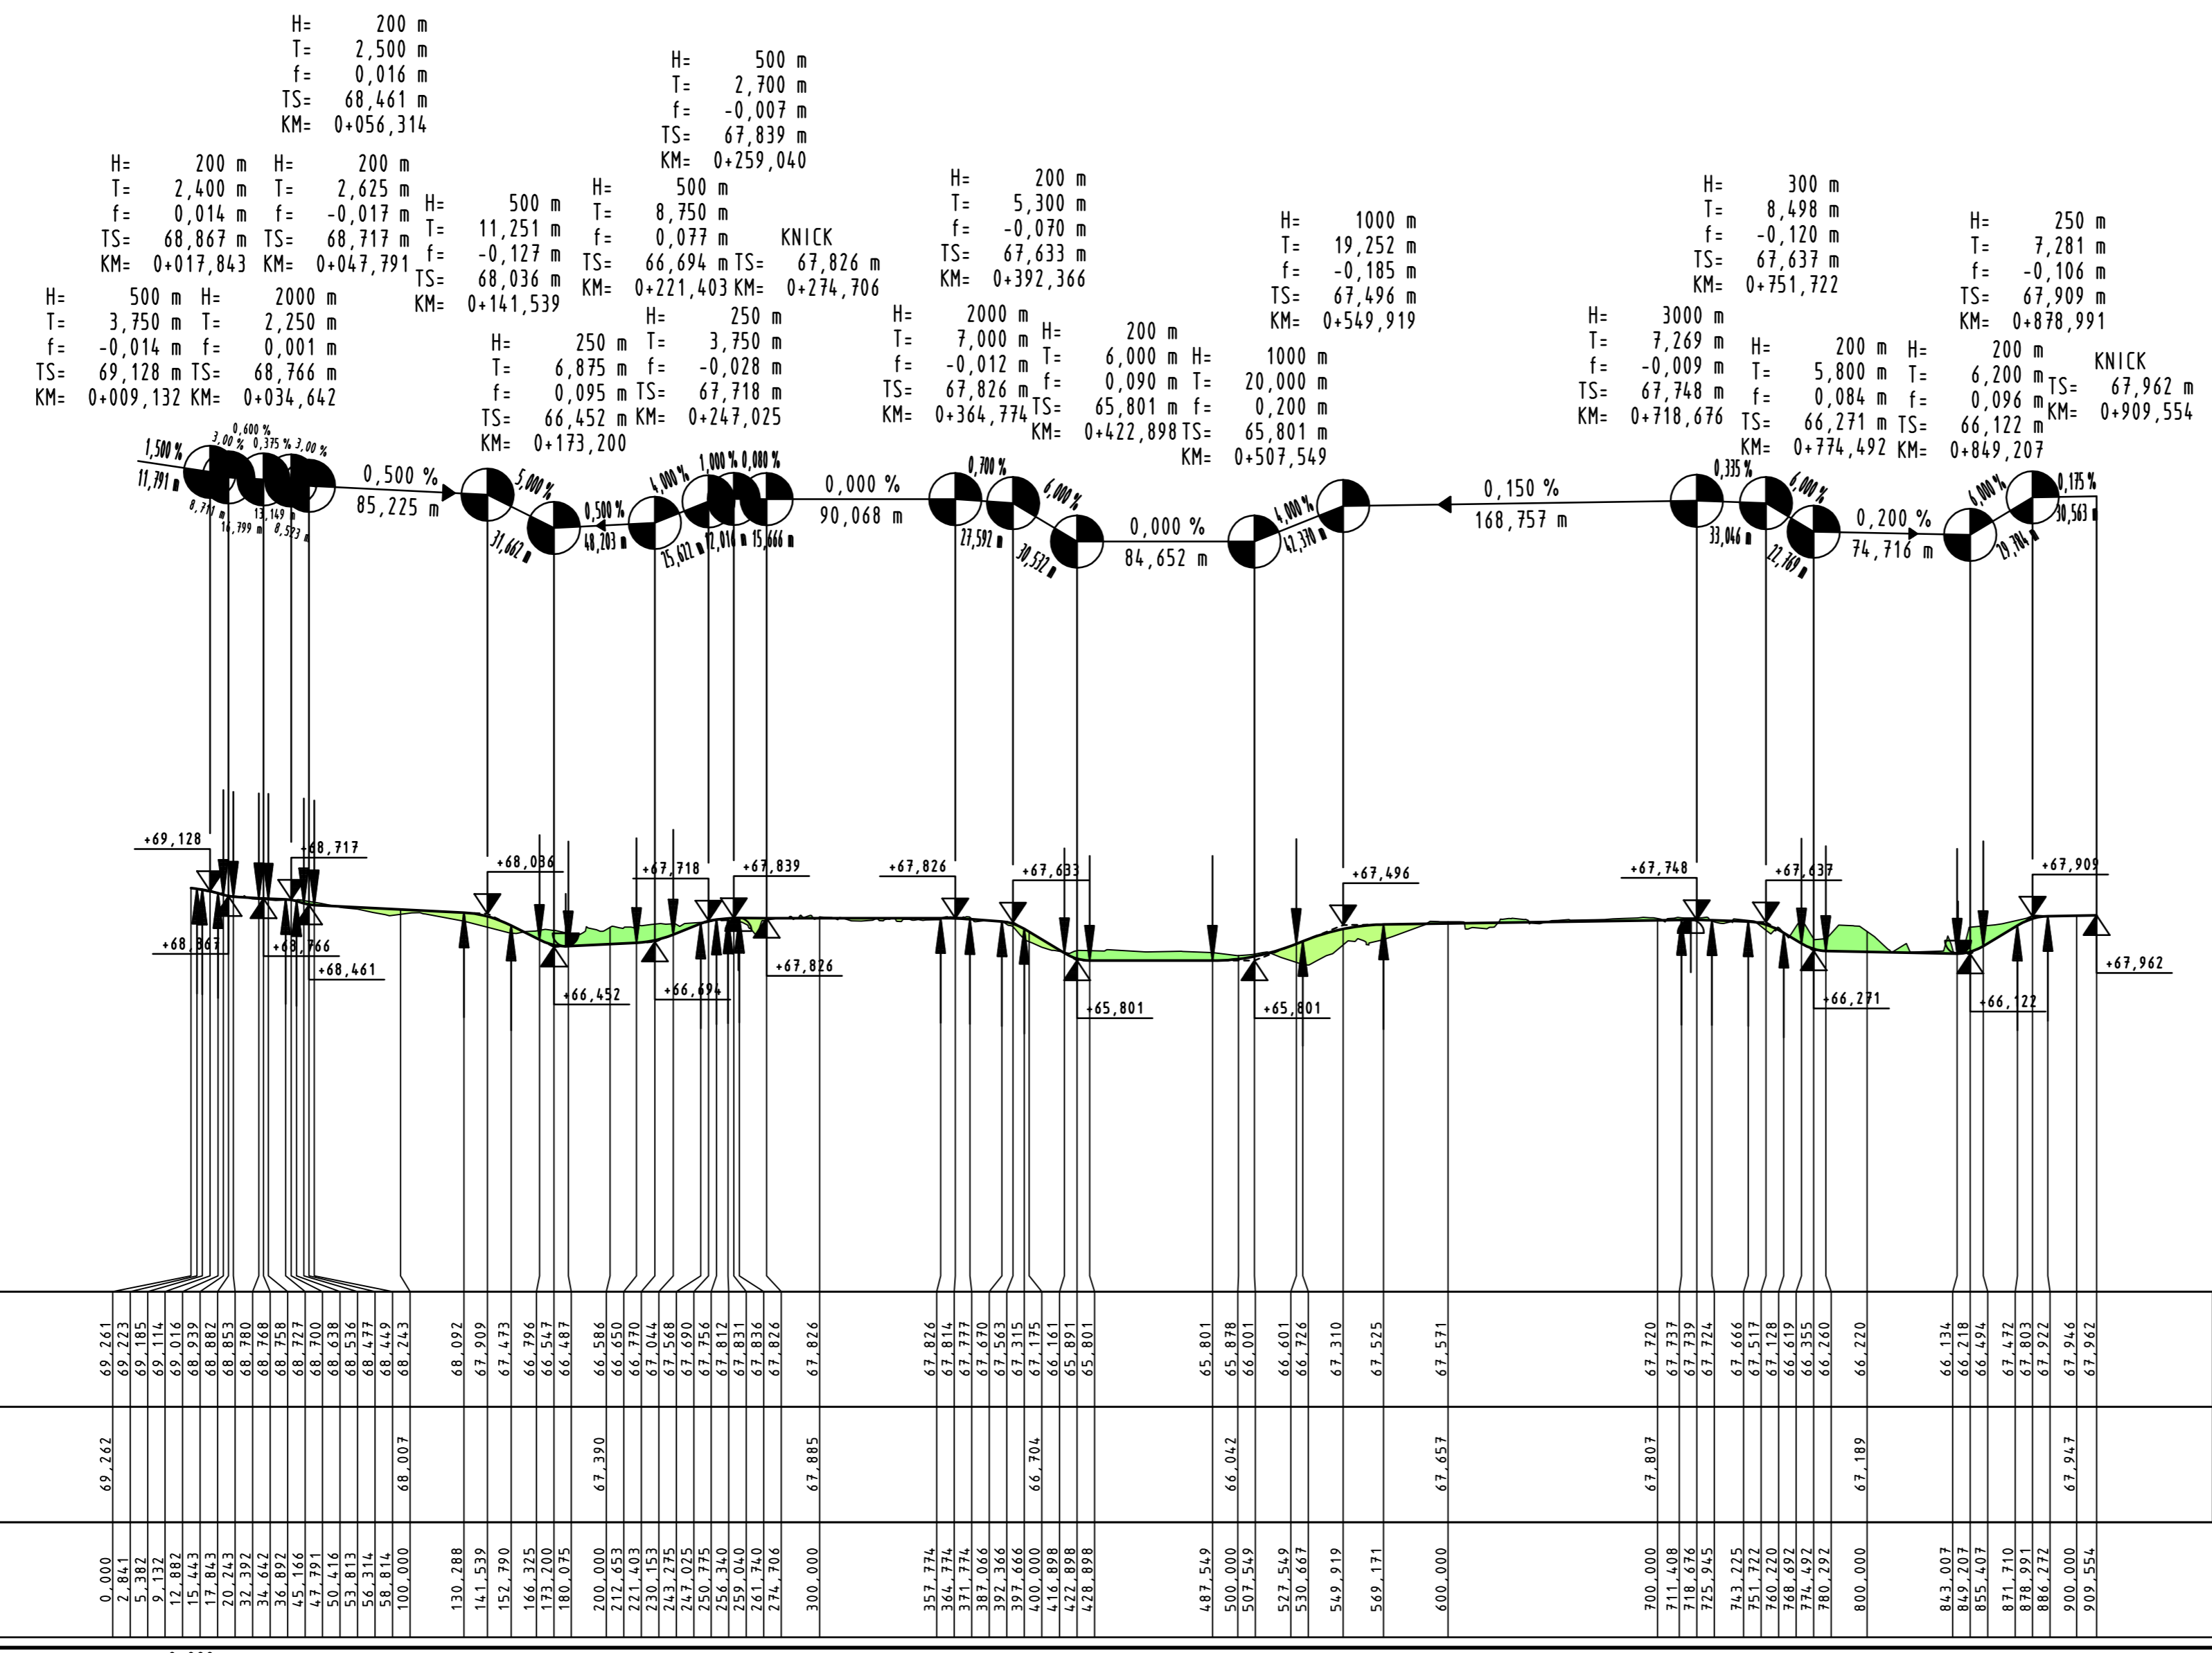 H= 200 m
T= 2,500 m
f= 0,016 m
TS= 68,461 m
KM= 0+056,314
H= 500 m
T= 2,700 m
f= -0,007 m
TS= 67,839 m
KM= 0+259,040
H= 200 m
T= 2,400 m
f= 0,014 m
TS= 68,867 m
KM= 0+017,843
H= 200 m
T= 2,625 m
f= -0,017 m
TS= 68,717 m
KM= 0+047,791
H= 500 m
T= 11,251 m
f= -0,127 m
TS= 68,036 m
KM= 0+141,539
H= 500 m
T= 8,750 m
f= 0,077 m
TS= 66,694 m
KM= 0+221,403
KNICK
TS= 67,826 m
KM= 0+274,706
H= 200 m
T= 5,300 m
f= -0,070 m
TS= 67,633 m
KM= 0+392,366
H= 1000 m
T= 19,252 m
f= -0,185 m
TS= 67,496 m
KM= 0+549,919
H= 300 m
T= 8,498 m
f= -0,120 m
TS= 67,637 m
KM= 0+751,722
H= 250 m
T= 7,281 m
f= -0,106 m
TS= 67,909 m
KM= 0+878,991
H= 500 m
T= 3,750 m
f= -0,014 m
TS= 69,128 m
KM= 0+009,132
H= 2000 m
T= 2,250 m
f= 0,001 m
TS= 68,766 m
KM= 0+034,642
H= 250 m
T= 6,875 m
f= 0,095 m
TS= 66,452 m
KM= 0+173,200
H= 250 m
T= 3,750 m
f= -0,028 m
TS= 67,718 m
KM= 0+247,025
H= 2000 m
T= 7,000 m
f= -0,012 m
TS= 67,826 m
KM= 0+364,774
H= 200 m
T= 6,000 m
f= 0,090 m
TS= 65,801 m
KM= 0+422,898
H= 1000 m
T= 20,000 m
f= 0,200 m
TS= 65,801 m
KM= 0+507,549
H= 3000 m
T= 7,269 m
f= -0,009 m
TS= 67,748 m
KM= 0+718,676
H= 200 m
T= 5,800 m
f= 0,084 m
TS= 66,271 m
KM= 0+774,492
H= 200 m
T= 6,200 m
f= 0,096 m
TS= 66,122 m
KM= 0+849,207
KNICK
TS= 67,962 m
KM= 0+909,554
1,500 % 3,00 % 0,600 % 0,375 % 3,00 % 0,500 % 5,000 % 0,500 % 4,000 % 1,000 % 0,080 % 0,000 % 0,700 % 6,000 % 0,000 % 4,000 % 0,150 % 0,335 % 6,000 % 0,200 % 6,000 % 0,175 %
11,791 m 8,711 m 16,799 m 13,149 m 8,523 m 85,225 m 31,662 m 48,203 m 25,622 m 12,016 m 15,666 m 90,068 m 27,592 m 30,532 m 84,652 m 42,370 m 168,757 m 33,046 m 22,769 m 74,716 m 29,784 m 30,563 m
+69,128 +68,717 +68,036 +67,718 +67,839 +67,826 +67,633 +67,496 +67,748 +67,637 +67,909
+68,867 +68,766 +68,461 +66,452 +66,694 +67,826 +65,801 +65,801 +66,271 +66,122 +67,962
69,261 69,223 69,185 69,114 69,016 68,939 68,882 68,853 68,780 68,768 68,758 68,727 68,700 68,638 68,536 68,477 68,449 68,243 68,092 67,909 67,473 66,796 66,547 66,487 66,586 66,650 66,770 67,044 67,568 67,690 67,756 67,812 67,831 67,836 67,826 67,826 67,826 67,814 67,777 67,670 67,563 67,315 67,175 66,161 65,891 65,801 65,801 65,878 66,001 66,601 66,726 67,310 67,525 67,571 67,720 67,737 67,739 67,724 67,666 67,517 67,128 66,619 66,355 66,260 66,220 66,134 66,218 66,494 67,472 67,803 67,922 67,946 67,962
69,262 68,007 67,390 67,885 66,704 66,042 67,657 67,807 67,189 67,947
0,000 2,841 5,382 9,132 12,882 15,443 17,843 20,243 32,392 34,642 36,892 45,166 47,791 50,416 53,813 56,314 58,814 100,000 130,288 141,539 152,790 166,325 173,200 180,075 200,000 212,653 221,403 230,153 243,275 247,025 250,775 256,340 259,040 261,740 274,706 300,000 357,774 364,774 371,774 387,066 392,366 397,666 400,000 416,898 422,898 428,898 487,549 500,000 507,549 527,549 530,667 549,919 569,171 600,000 700,000 711,408 718,676 725,945 743,225 751,722 760,220 768,692 774,492 780,292 800,000 843,007 849,207 855,407 871,710 878,991 886,272 900,000 909,554